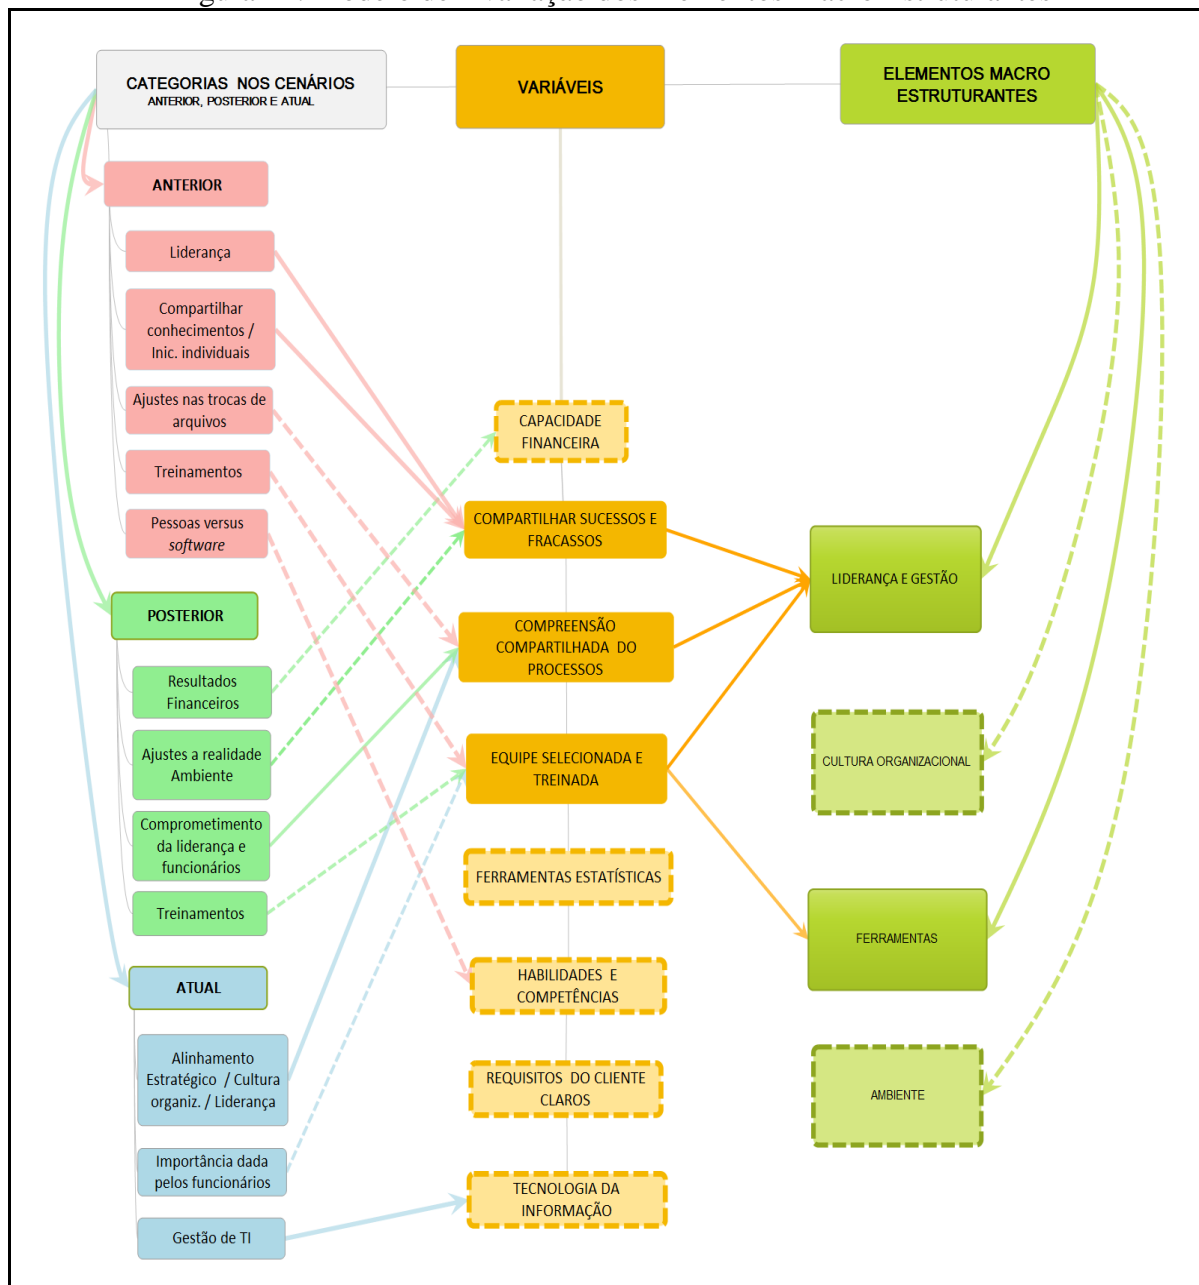 CATEGORIAS NOS CENÁRIOS
ANTERIOR, POSTERIOR E ATUAL
VARIÁVEIS
ELEMENTOS MACRO
ESTRUTURANTES
ANTERIOR
Liderança
Compartilhar
conhecimentos /
Inic. individuais
Ajustes nas trocas de
arquivos
Treinamentos
Pessoas versus
software
POSTERIOR
Resultados
Financeiros
Ajustes a realidade
Ambiente
Comprometimento
da liderança e
funcionários
Treinamentos
ATUAL
Alinhamento
Estratégico / Cultura
organiz. / Liderança
Importância dada
pelos funcionários
Gestão de TI
CAPACIDADE
FINANCEIRA
COMPARTILHAR SUCESSOS E
FRACASSOS
COMPREENSÃO
COMPARTILHADA DO
PROCESSOS
EQUIPE SELECIONADA E
TREINADA
FERRAMENTAS ESTATÍSTICAS
HABILIDADES E
COMPETÊNCIAS
REQUISITOS DO CLIENTE
CLAROS
TECNOLOGIA DA
INFORMAÇÃO
LIDERANÇA E GESTÃO
CULTURA ORGANIZACIONAL
FERRAMENTAS
AMBIENTE